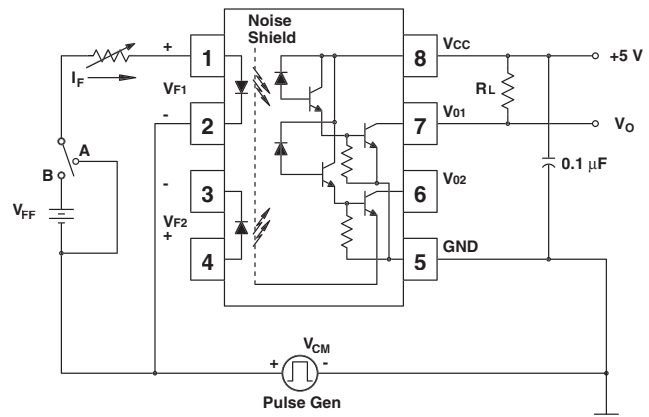 Noise
Shield
+
1
8
VCC
+5 V
IF
VF1
RL
-
2
7
V01
VO
A
B
-
3
6
V02
0.1 μF
VFF
VF2
+
4
5
GND
VCM
+
-
Pulse Gen